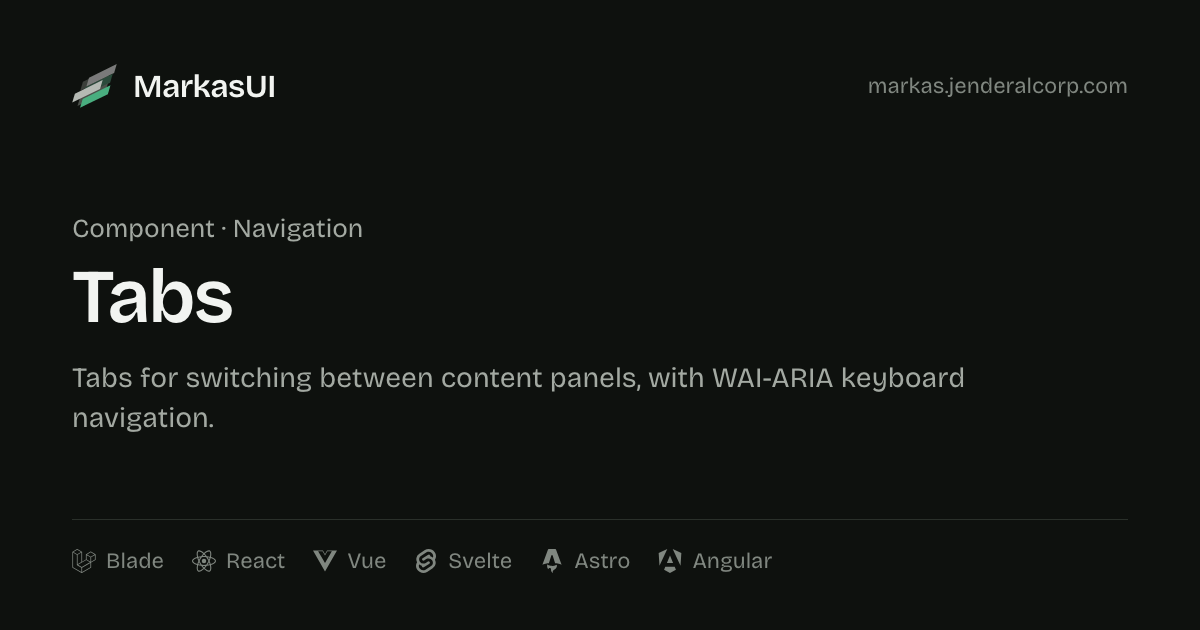 MarkasUI
markas.jenderalcorp.com
Component · Navigation
Tabs
Tabs for switching between content panels, with WAI-ARIA keyboard
navigation.
Blade React Vue Svelte Astro Angular